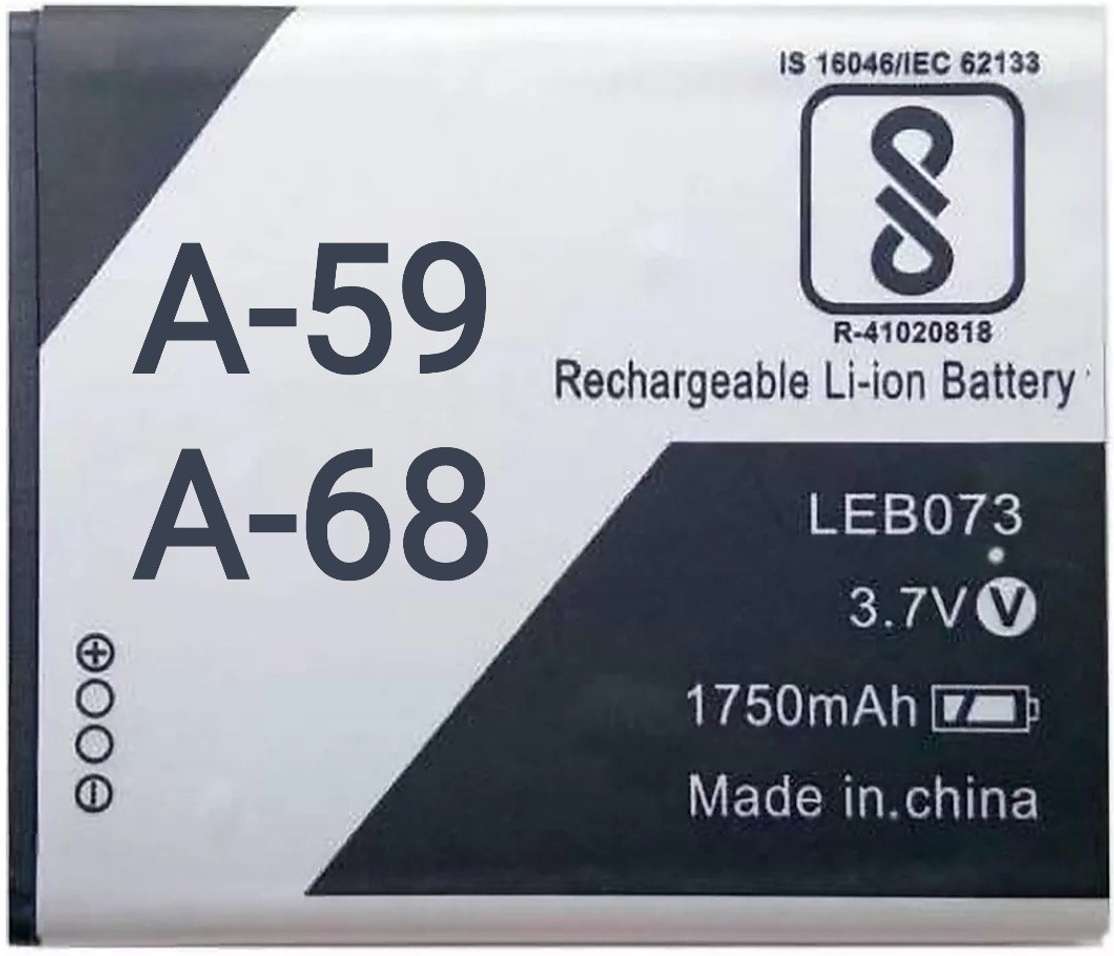 IS 16046/IEC 62133
R-41020818
Rechargeable Li-ion Battery
A-59
A-68
LEB073
3.7V V
1750mAh
Made in.china